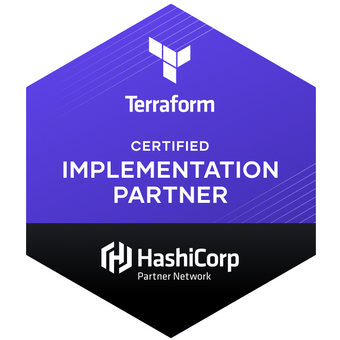 Terraform
CERTIFIED
IMPLEMENTATION
PARTNER
HashiCorp
Partner Network